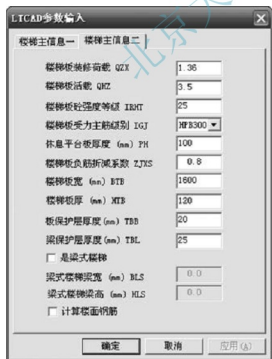 LTCAD参数输入
楼梯主信息一 楼梯主信息二
楼梯板装修荷载 QZX 1.36
楼梯板活载 QHZ 3.5
楼梯板砼强度等级 IRMT 25
楼梯板受力主筋级别 IGJ HPB300
休息平台板厚度 (mm) PH 100
楼梯板负筋折减系数 ZJXS 0.8
楼梯板宽 (mm) BTB 1600
楼梯板厚 (mm) HTB 120
板保护层厚度(mm) TBB 20
梁保护层厚度(mm) TBL 25
是梁式楼梯
梁式楼梯梁宽 (mm) BLS 0.0
梁式楼梯梁高 (mm) HLS 0.0
计算楼面钢筋
确定 取消 应用(A)
北京